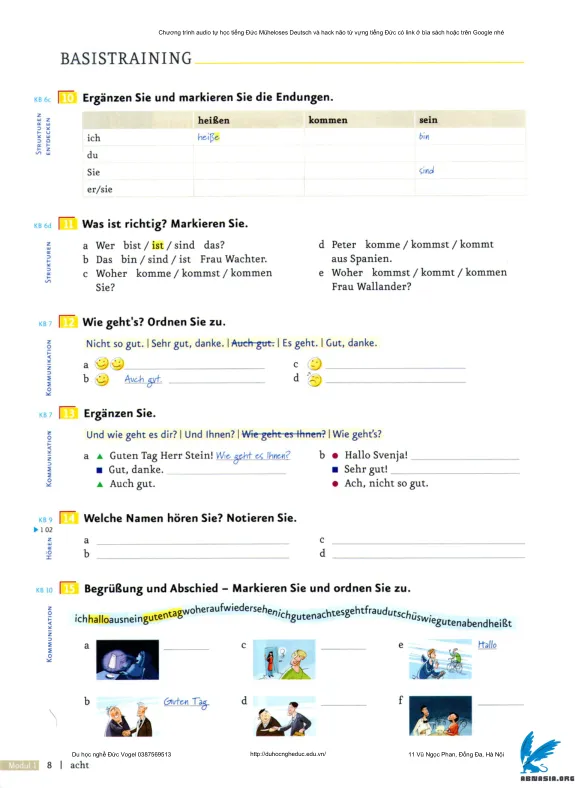 Chương trình audio tự học tiếng Đức Müheloses Deutsch và hack não từ vựng tiếng Đức có link ở bìa sách hoặc trên Google nhé
BASISTRAINING
KB 6c 10 Ergänzen Sie und markieren Sie die Endungen.
STRUKTUREN ENTDECKEN
heißen kommen sein
ich heiße bin
du
Sie sind
er/sie
KB 6d 11 Was ist richtig? Markieren Sie.
STRUKTUREN
a Wer bist / ist / sind das?
b Das bin / sind / ist Frau Wachter.
c Woher komme / kommst / kommen
Sie?
d Peter komme / kommst / kommt
aus Spanien.
e Woher kommst / kommt / kommen
Frau Wallander?
KB 7 12 Wie geht's? Ordnen Sie zu.
KOMMUNIKATION
Nicht so gut. | Sehr gut, danke. | Auch gut. | Es geht. | Gut, danke.
a
b Auch gut.
c
d
KB 7 13 Ergänzen Sie.
KOMMUNIKATION
Und wie geht es dir? | Und Ihnen? | Wie geht es Ihnen? | Wie geht's?
a ▲ Guten Tag Herr Stein! Wie geht es Ihnen?
■ Gut, danke.
▲ Auch gut.
b ● Hallo Svenja!
■ Sehr gut!
● Ach, nicht so gut.
KB 9 14 Welche Namen hören Sie? Notieren Sie.
▶ 1 02
HÖREN
a
b
c
d
KB 10 15 Begrüßung und Abschied – Markieren Sie und ordnen Sie zu.
KOMMUNIKATION
ichhalloausneingutentagwoheraufwiedersehenichgutenachtesgehtfraudutschüswiegutenabendheißt
a
c
e Hallo
b Guten Tag
d
f
Du học nghề Đức Vogel 0387569513
http://duhocngheduc.edu.vn/
11 Vũ Ngọc Phan, Đống Đa, Hà Nội
Modul 1 8 | acht
ABNASIA.ORG